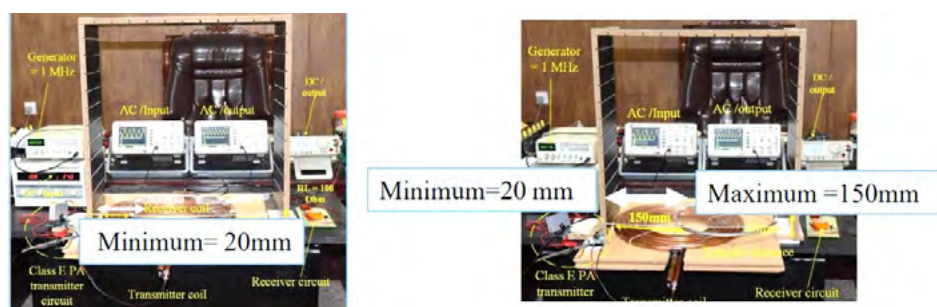 Generator
= 1 MHz
DC /
output
AC /Input
AC /output
RL = 100
Ohm
Receiver coil
Minimum= 20mm
Class E PA
transmitter
circuit
Transmitter coil
Receiver circuit
Generator
= 1 MHz
DC /
output
AC /Input
AC /output
Minimum=20 mm
Maximum =150mm
150mm
Class E PA
transmitter
Transmitter coil
Receiver circuit